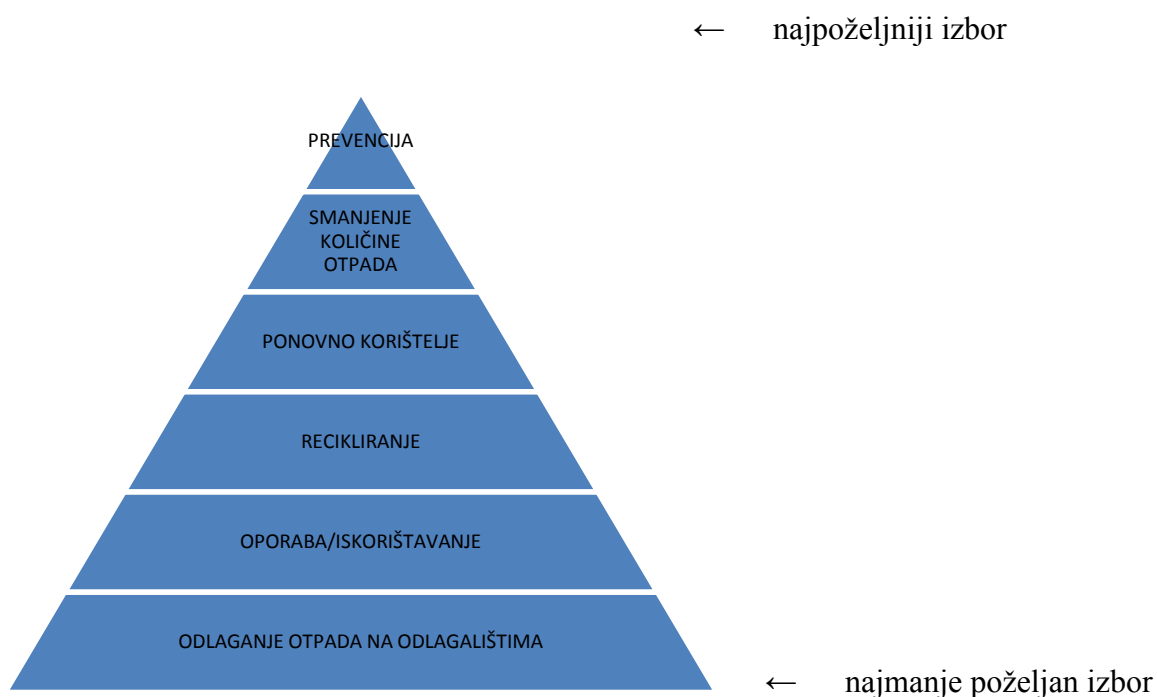 ← najpoželjniji izbor
PREVENCIJA
SMANJENJE
KOLIČINE
OTPADA
PONOVNO KORIŠTELJE
RECIKLIRANJE
OPORABA/ISKORIŠTAVANJE
ODLAGANJE OTPADA NA ODLAGALIŠTIMA
← najmanje poželjan izbor